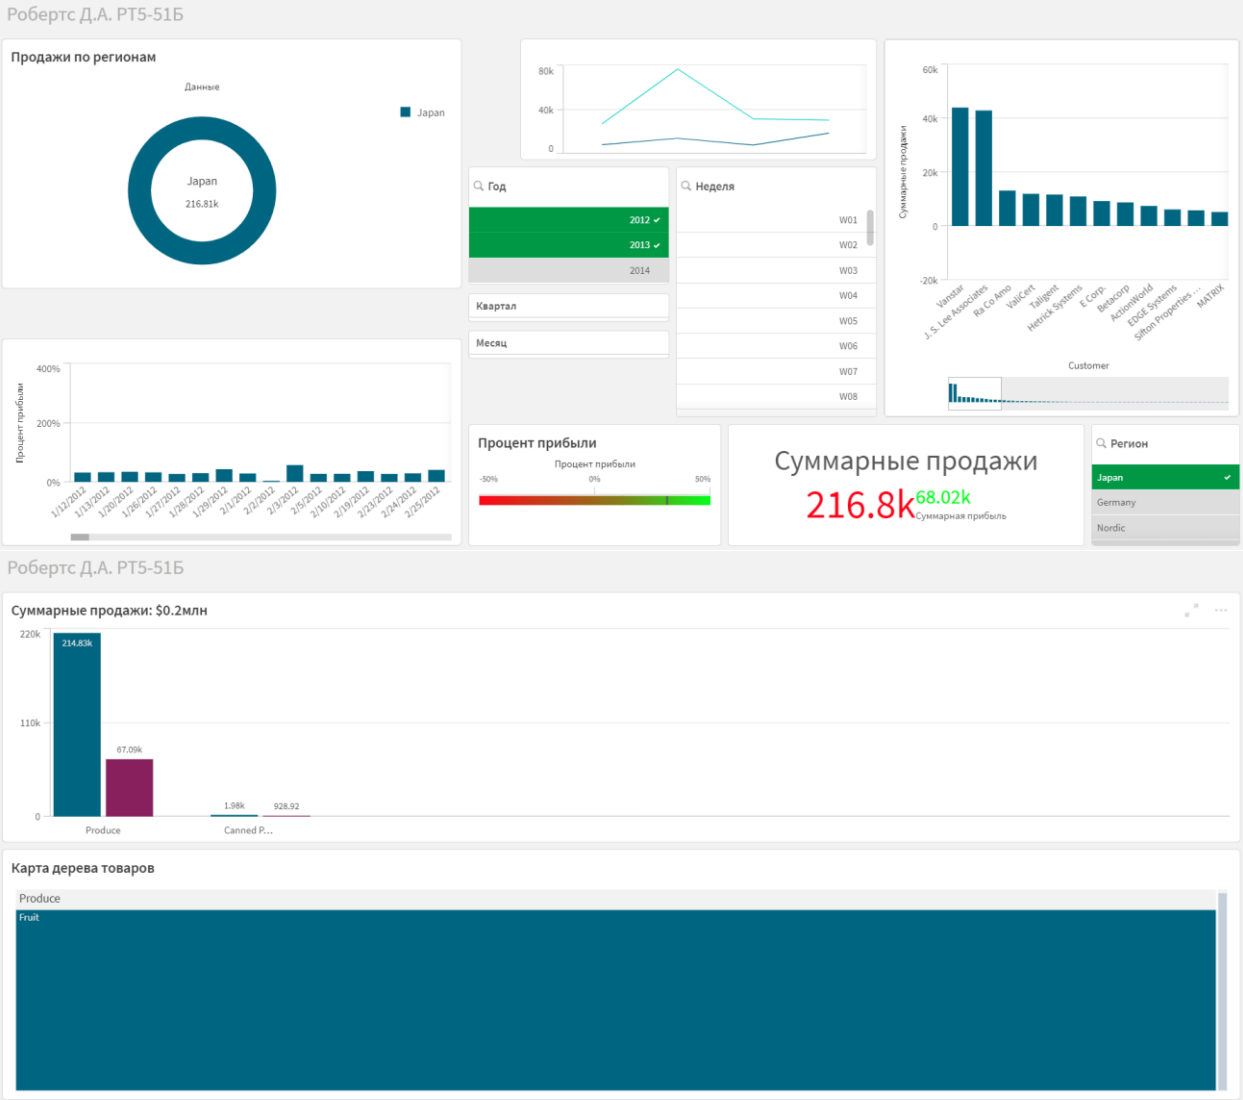 Робертс Д.А. РТ5-51Б
Продажи по регионам
Данные
Japan
Japan
216.81k
80k
40k
0
Год
2012
2013
2014
Квартал
Месяц
Неделя
W01
W02
W03
W04
W05
W06
W07
W08
Суммарные продажи
60k
40k
20k
0
-20k
Vanstar
J. S. Lee Associates
Ra Co Amo
ValiCert
Taligent
Hetrick Systems
E Corp.
Betacorp
ActionWorld
EDGE Systems
Sifton Properties ...
MATRIX
Customer
Процент прибыли
400%
200%
0%
1/12/2012
1/13/2012
1/20/2012
1/26/2012
1/27/2012
1/28/2012
1/29/2012
2/1/2012
2/2/2012
2/3/2012
2/5/2012
2/10/2012
2/19/2012
2/23/2012
2/24/2012
2/25/2012
Процент прибыли
Процент прибыли
-50%
0%
50%
Суммарные продажи
216.8k
68.02k
Суммарная прибыль
Регион
Japan
Germany
Nordic
Робертс Д.А. РТ5-51Б
Суммарные продажи: $0.2млн
220k
110k
0
214.83k
67.09k
1.98k
928.92
Produce
Canned P...
Карта дерева товаров
Produce
Fruit